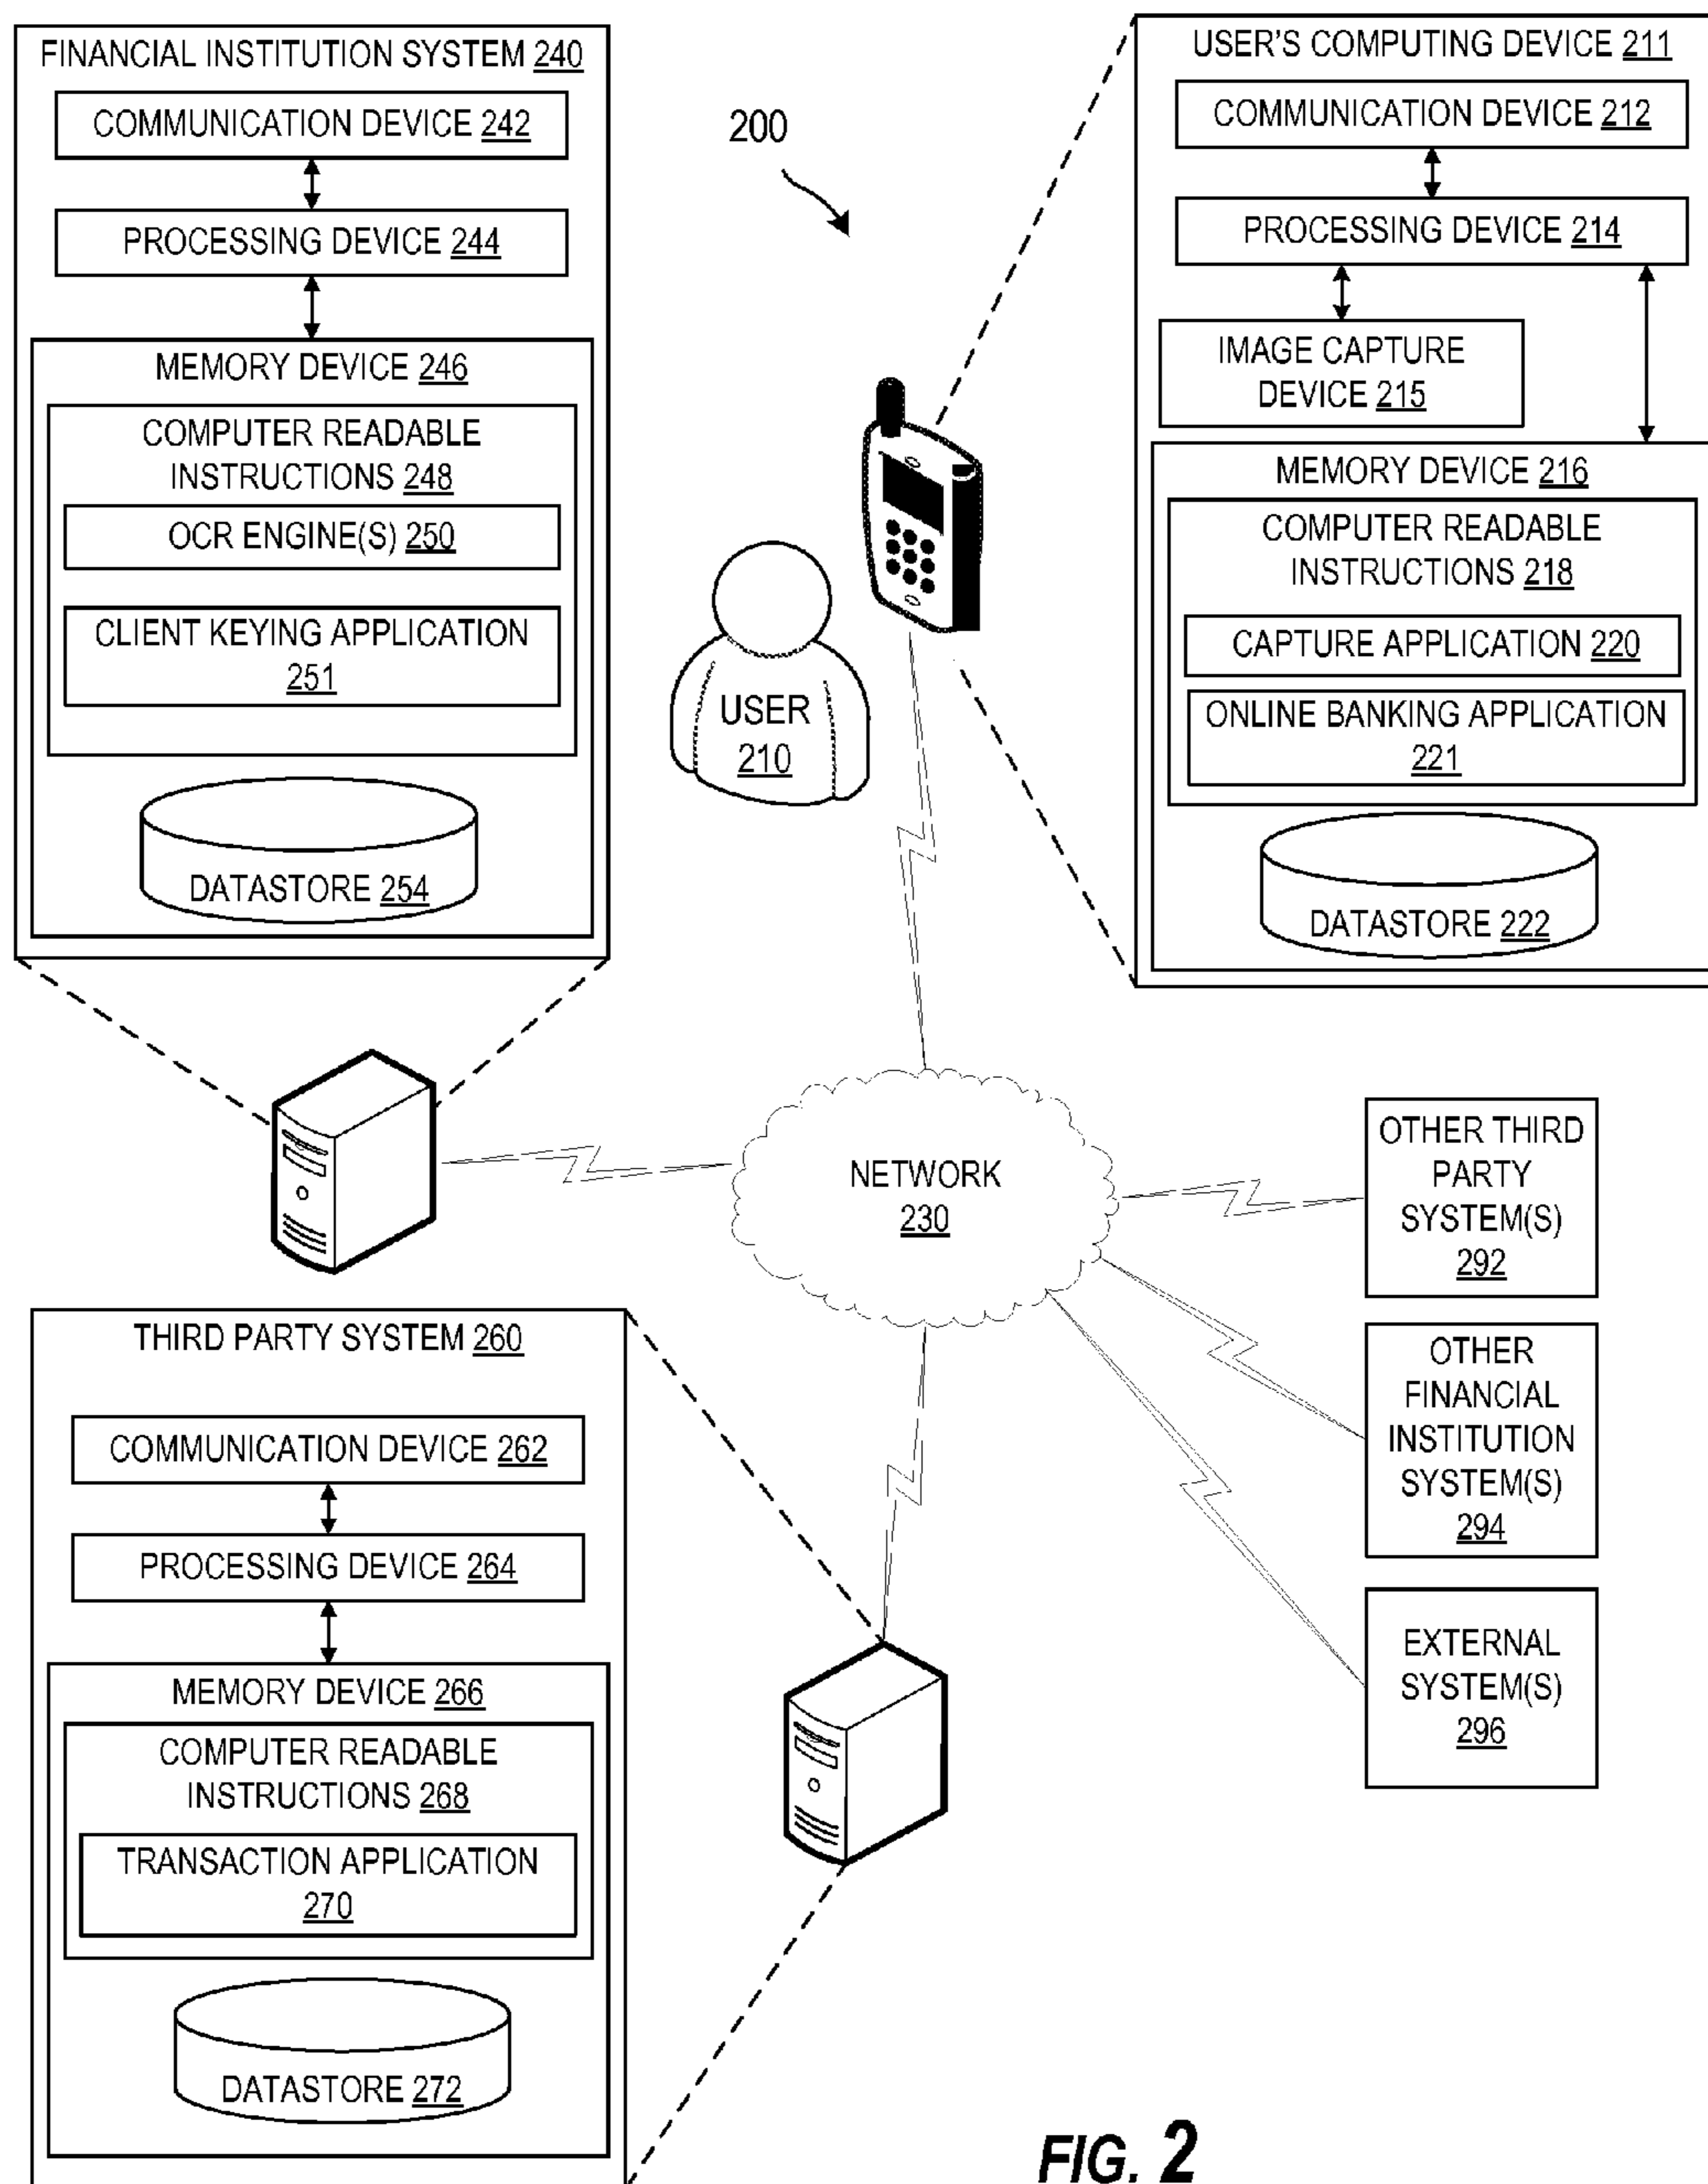 FINANCIAL INSTITUTION SYSTEM 240
COMMUNICATION DEVICE 242
PROCESSING DEVICE 244
MEMORY DEVICE 246
COMPUTER READABLE
INSTRUCTIONS 248
OCR ENGINE(S) 250
CLIENT KEYING APPLICATION
251
DATASTORE 254
200
USER
210
USER'S COMPUTING DEVICE 211
COMMUNICATION DEVICE 212
PROCESSING DEVICE 214
IMAGE CAPTURE
DEVICE 215
MEMORY DEVICE 216
COMPUTER READABLE
INSTRUCTIONS 218
CAPTURE APPLICATION 220
ONLINE BANKING APPLICATION
221
DATASTORE 222
NETWORK
230
OTHER THIRD
PARTY
SYSTEM(S)
292
OTHER
FINANCIAL
INSTITUTION
SYSTEM(S)
294
EXTERNAL
SYSTEM(S)
296
THIRD PARTY SYSTEM 260
COMMUNICATION DEVICE 262
PROCESSING DEVICE 264
MEMORY DEVICE 266
COMPUTER READABLE
INSTRUCTIONS 268
TRANSACTION APPLICATION
270
DATASTORE 272
FIG. 2